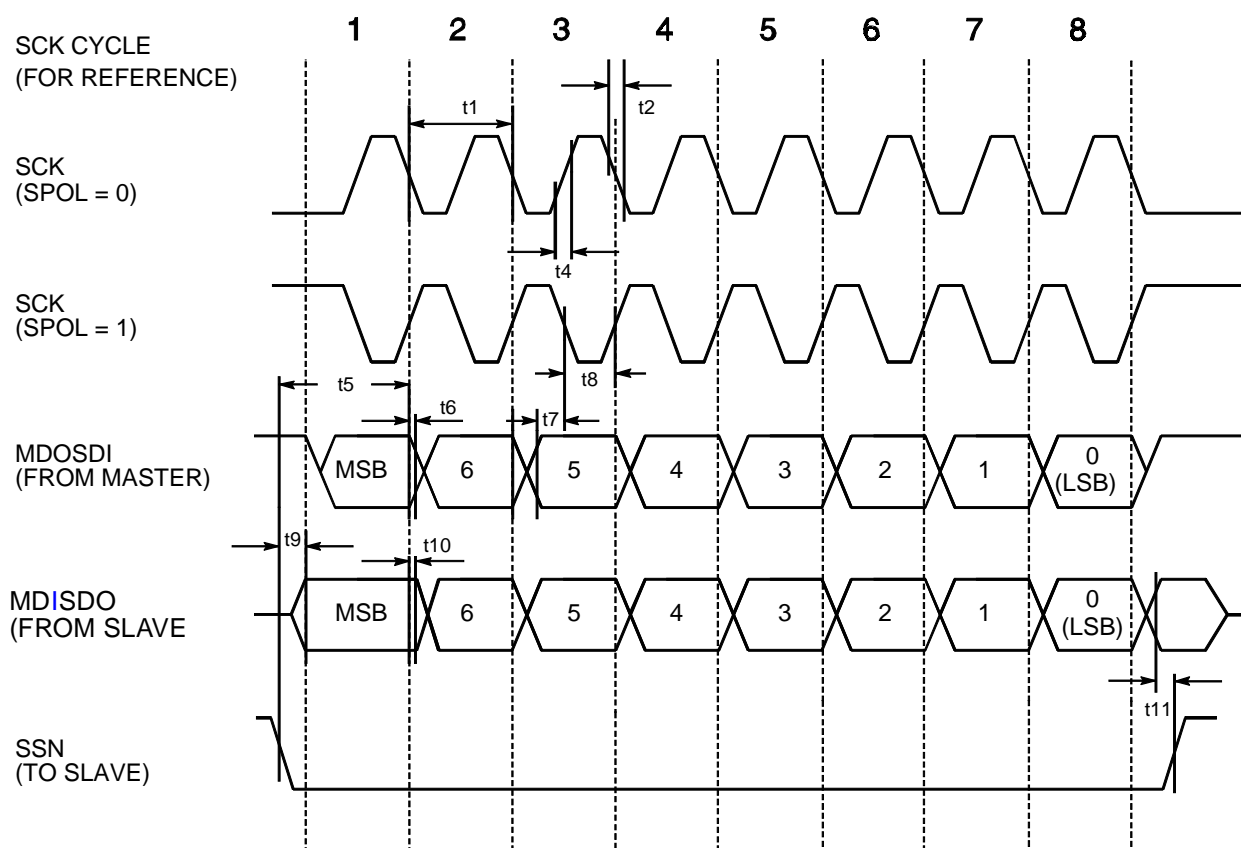 1 2 3 4 5 6 7 8
SCK CYCLE
(FOR REFERENCE)
t1
t2
SCK
(SPOL = 0)
t4
SCK
(SPOL = 1)
t8
t5
t6
t7
MDOSDI
(FROM MASTER)
MSB 6 5 4 3 2 1 0
(LSB)
t9
t10
MDISDO
(FROM SLAVE
MSB 6 5 4 3 2 1 0
(LSB)
t11
SSN
(TO SLAVE)